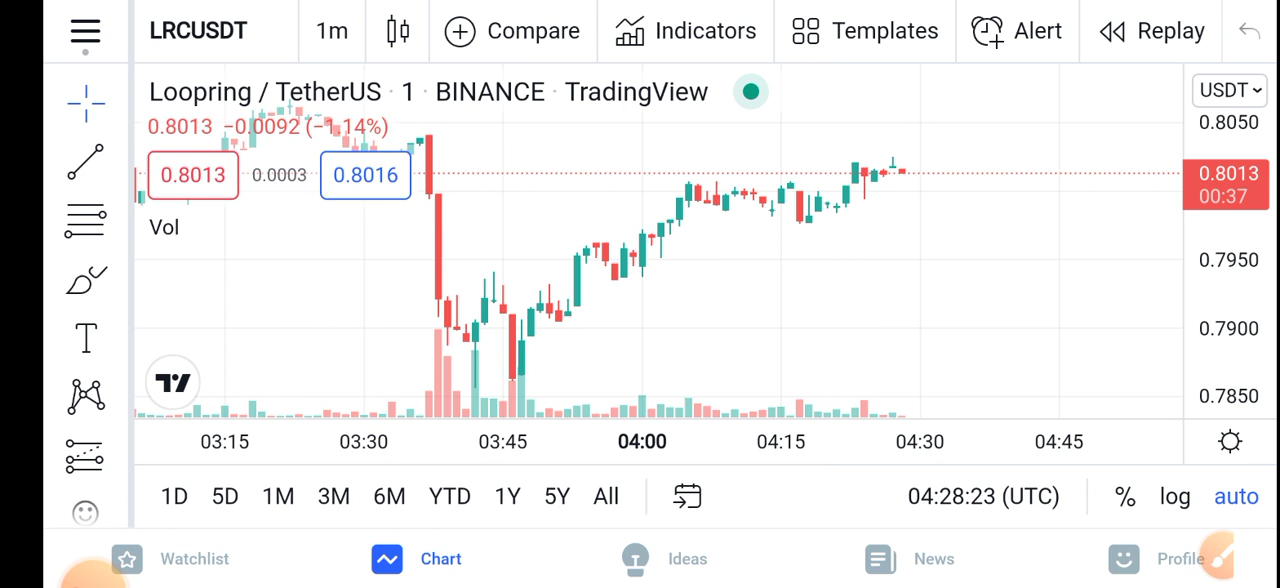 LRCUSDT 1m Compare Indicators Templates Alert Replay
Loopring / TetherUS · 1 · BINANCE · TradingView
USDT
0.8013 −0.0092 (−1.14%)
0.8050
0.8013 0.0003 0.8016
0.8013
00:37
Vol
0.7950
0.7900
0.7850
03:15 03:30 03:45 04:00 04:15 04:30 04:45
1D 5D 1M 3M 6M YTD 1Y 5Y All 04:28:23 (UTC) % log auto
Watchlist Chart Ideas News Profile